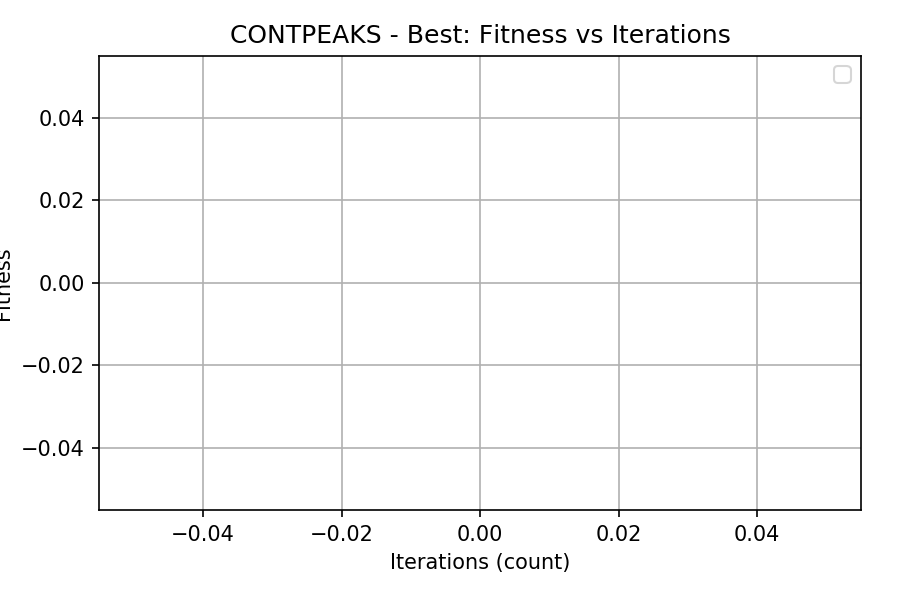 CONTPEAKS - Best: Fitness vs Iterations
0.04
0.02
0.00
−0.02
−0.04
Fitness
−0.04 −0.02 0.00 0.02 0.04
Iterations (count)